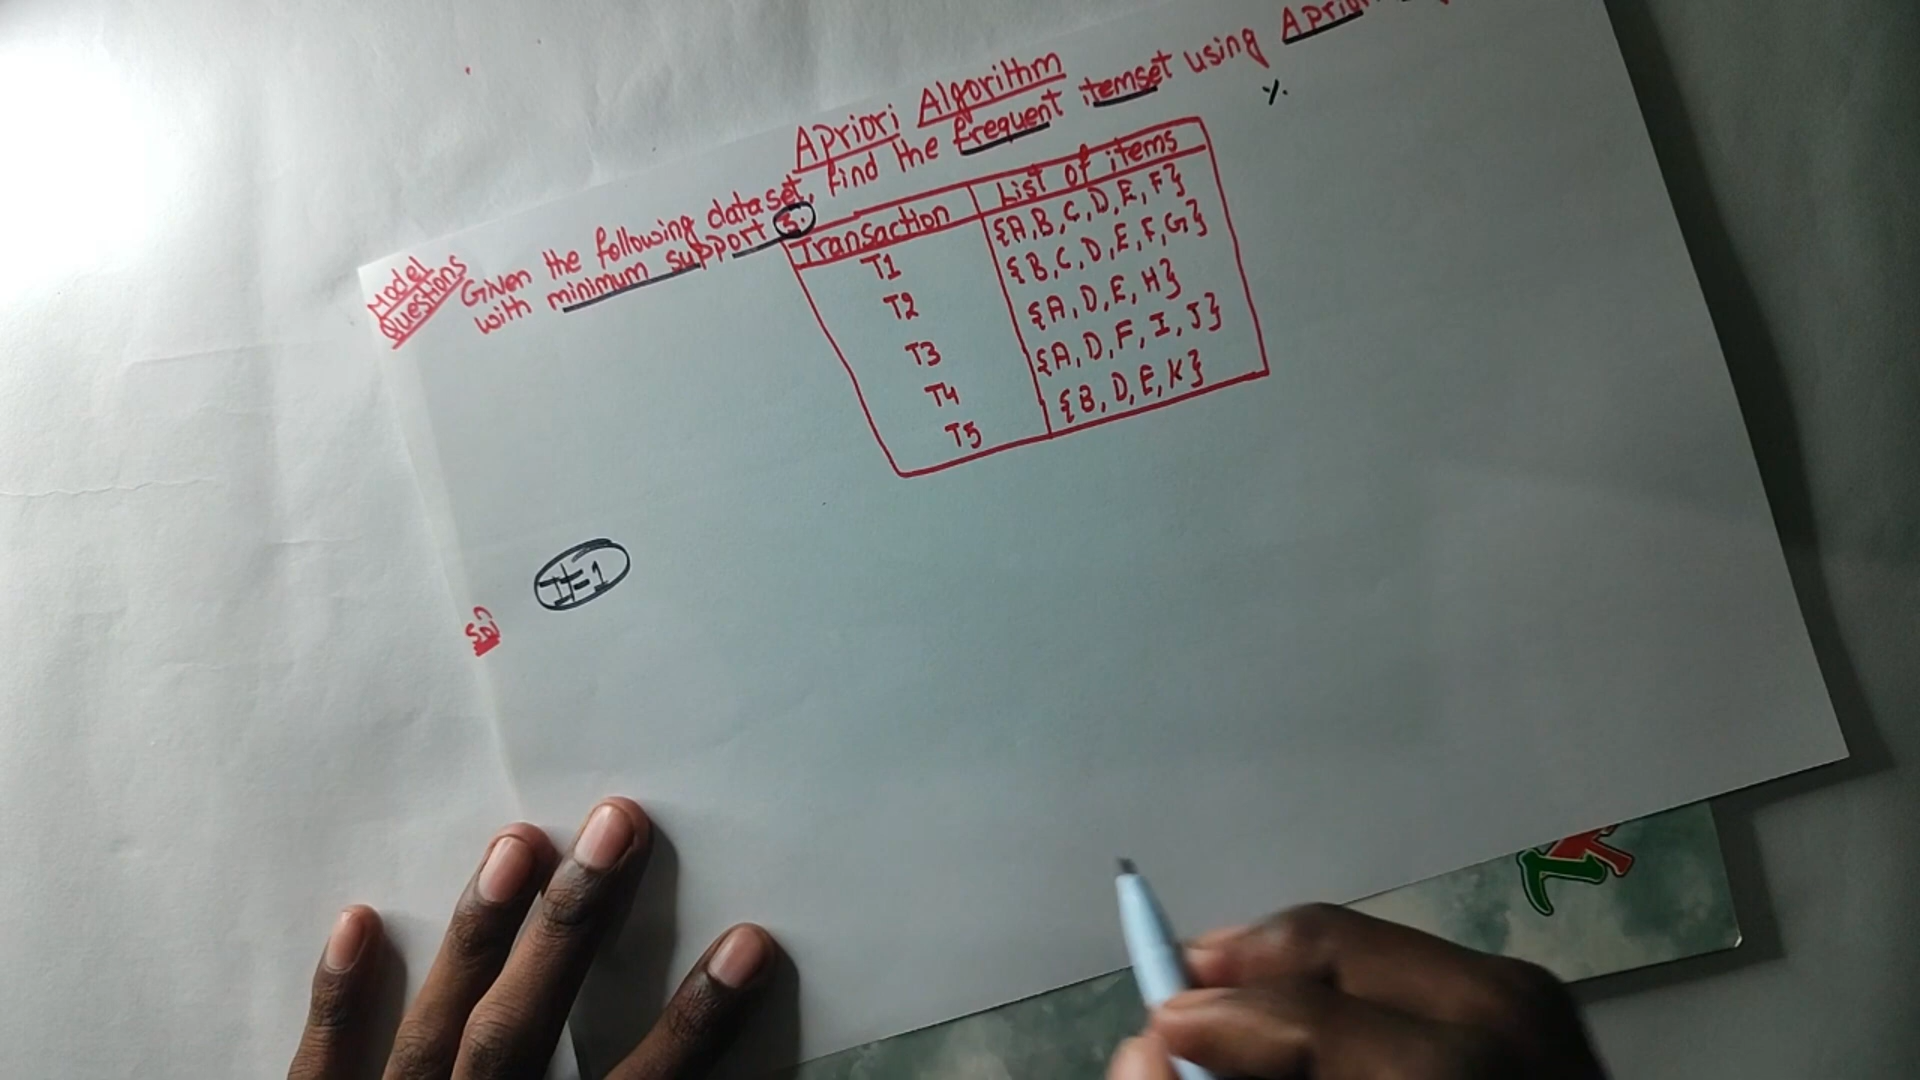 Apriori Algorithm
Model
Questions
Given the following dataset, find the frequent itemset using
with minimum support 3.
Transaction List of items
T1 {A,B,C,D,E,F}
T2 {B,C,D,E,F,G}
T3 {A,D,E,H}
T4 {A,D,F,I,J}
T5 {B,D,E,K}
%.
Sol
I=1